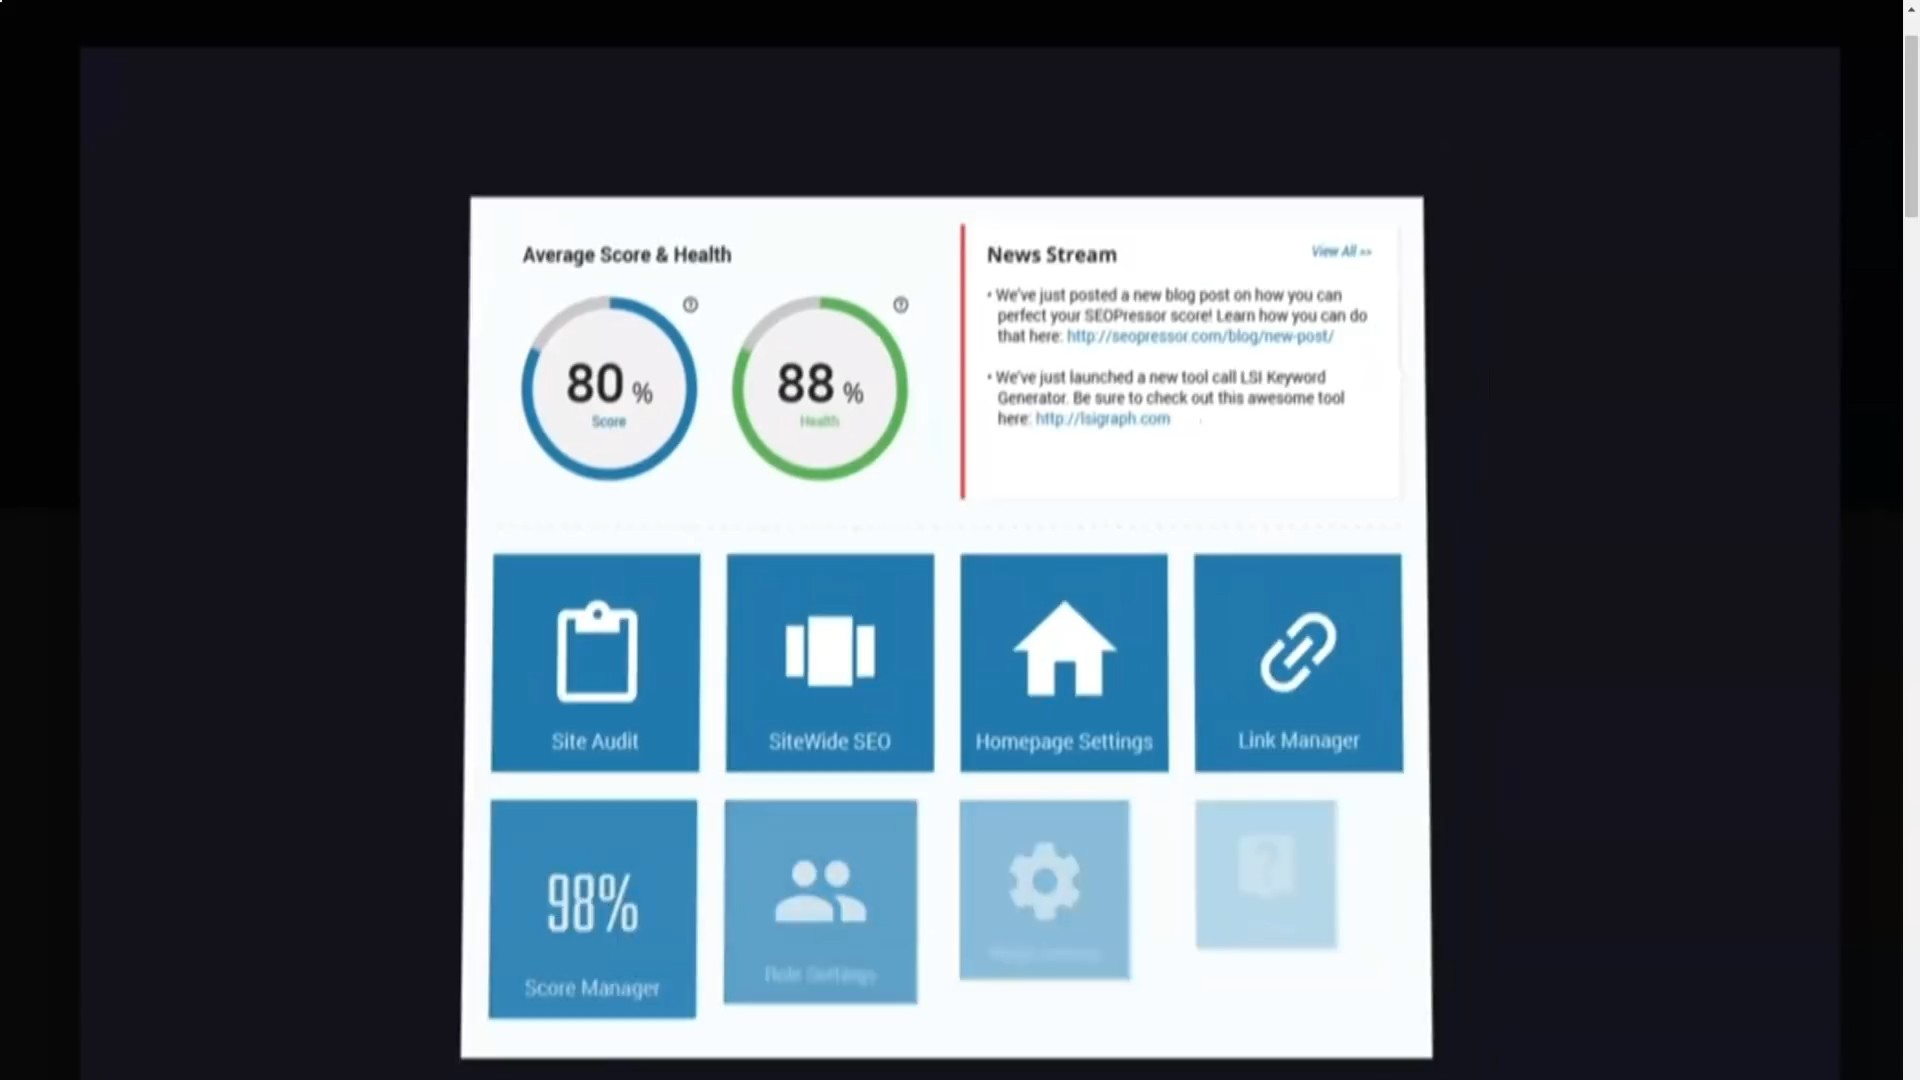 Average Score & Health
80 %
Score
88 %
Health
News Stream
View All >>
• We've just posted a new blog post on how you can
perfect your SEOPressor score! Learn how you can do
that here: http://seopressor.com/blog/new-post/
• We've just launched a new tool call LSI Keyword
Generator. Be sure to check out this awesome tool
here: http://lsigraph.com
Site Audit
SiteWide SEO
Homepage Settings
Link Manager
98%
Score Manager
Role Settings
?